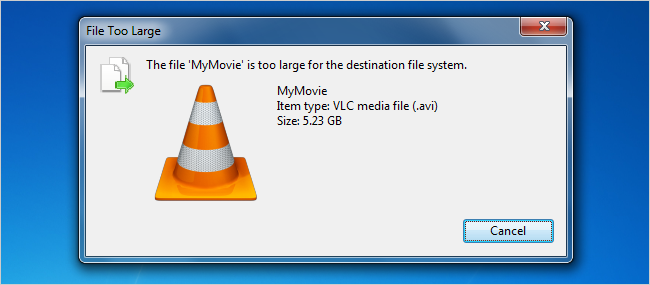 File Too Large
The file 'MyMovie' is too large for the destination file system.
MyMovie
Item type: VLC media file (.avi)
Size: 5.23 GB
Cancel